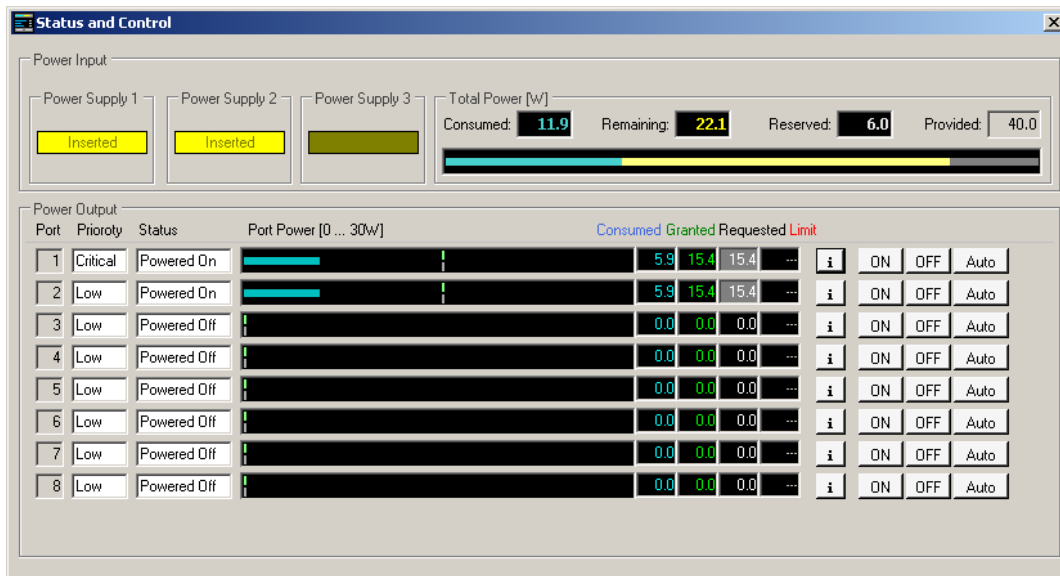 Status and Control
Power Input
Power Supply 1 Power Supply 2 Power Supply 3 Total Power [W]
Consumed: 11.9 Remaining: 22.1 Reserved: 6.0 Provided: 40.0
Inserted Inserted
Power Output
Port Prioroty Status Port Power [0 ... 30W] Consumed Granted Requested Limit
1 Critical Powered On 5.9 15.4 15.4 --- i ON OFF Auto
2 Low Powered On 5.9 15.4 15.4 --- i ON OFF Auto
3 Low Powered Off 0.0 0.0 0.0 --- i ON OFF Auto
4 Low Powered Off 0.0 0.0 0.0 --- i ON OFF Auto
5 Low Powered Off 0.0 0.0 0.0 --- i ON OFF Auto
6 Low Powered Off 0.0 0.0 0.0 --- i ON OFF Auto
7 Low Powered Off 0.0 0.0 0.0 --- i ON OFF Auto
8 Low Powered Off 0.0 0.0 0.0 --- i ON OFF Auto